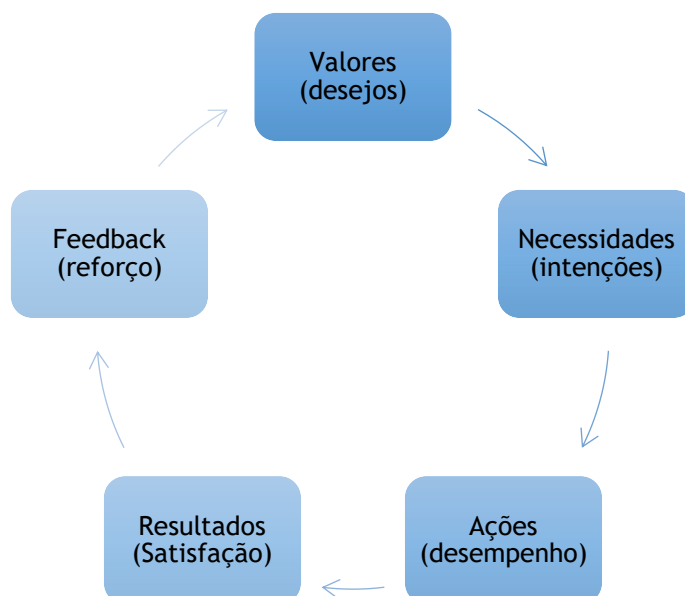 Valores
(desejos)
Necessidades
(intenções)
Ações
(desempenho)
Resultados
(Satisfação)
Feedback
(reforço)